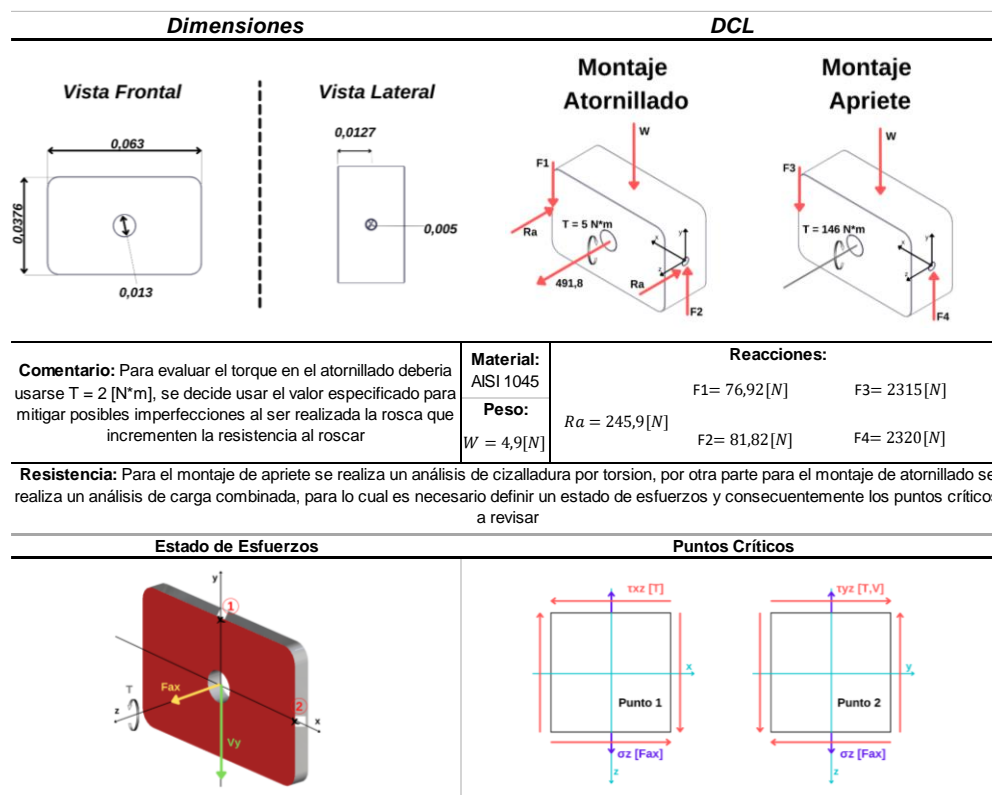 Dimensiones
DCL
Vista Frontal
Vista Lateral
0,063
0,0376
0,013
0,0127
0,005
Montaje
Atornillado
W
F1
Ra
T = 5 N*m
x
y
z
491,8
Ra
F2
Montaje
Apriete
W
F3
T = 146 N*m
x
y
z
F4
Comentario: Para evaluar el torque en el atornillado deberia
usarse T = 2 [N*m], se decide usar el valor especificado para
mitigar posibles imperfecciones al ser realizada la rosca que
incrementen la resistencia al roscar
Material:
AISI 1045
Peso:
W = 4,9[N]
Reacciones:
Ra = 245,9[N]
F1= 76,92[N]
F3= 2315[N]
F2= 81,82[N]
F4= 2320[N]
Resistencia: Para el montaje de apriete se realiza un análisis de cizalladura por torsion, por otra parte para el montaje de atornillado se
realiza un análisis de carga combinada, para lo cual es necesario definir un estado de esfuerzos y consecuentemente los puntos críticos
a revisar
Estado de Esfuerzos
Puntos Críticos
y
1
Fax
T
z
2
x
Vy
τxz [T]
x
Punto 1
σz [Fax]
z
τyz [T,V]
y
Punto 2
σz [Fax]
z